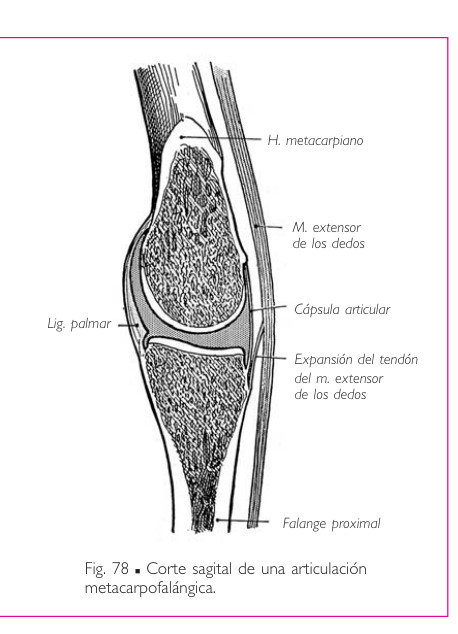 H. metacarpiano
M. extensor
de los dedos
Cápsula articular
Lig. palmar
Expansión del tendón
del m. extensor
de los dedos
Falange proximal
Fig. 78 ▪ Corte sagital de una articulación
metacarpofalángica.